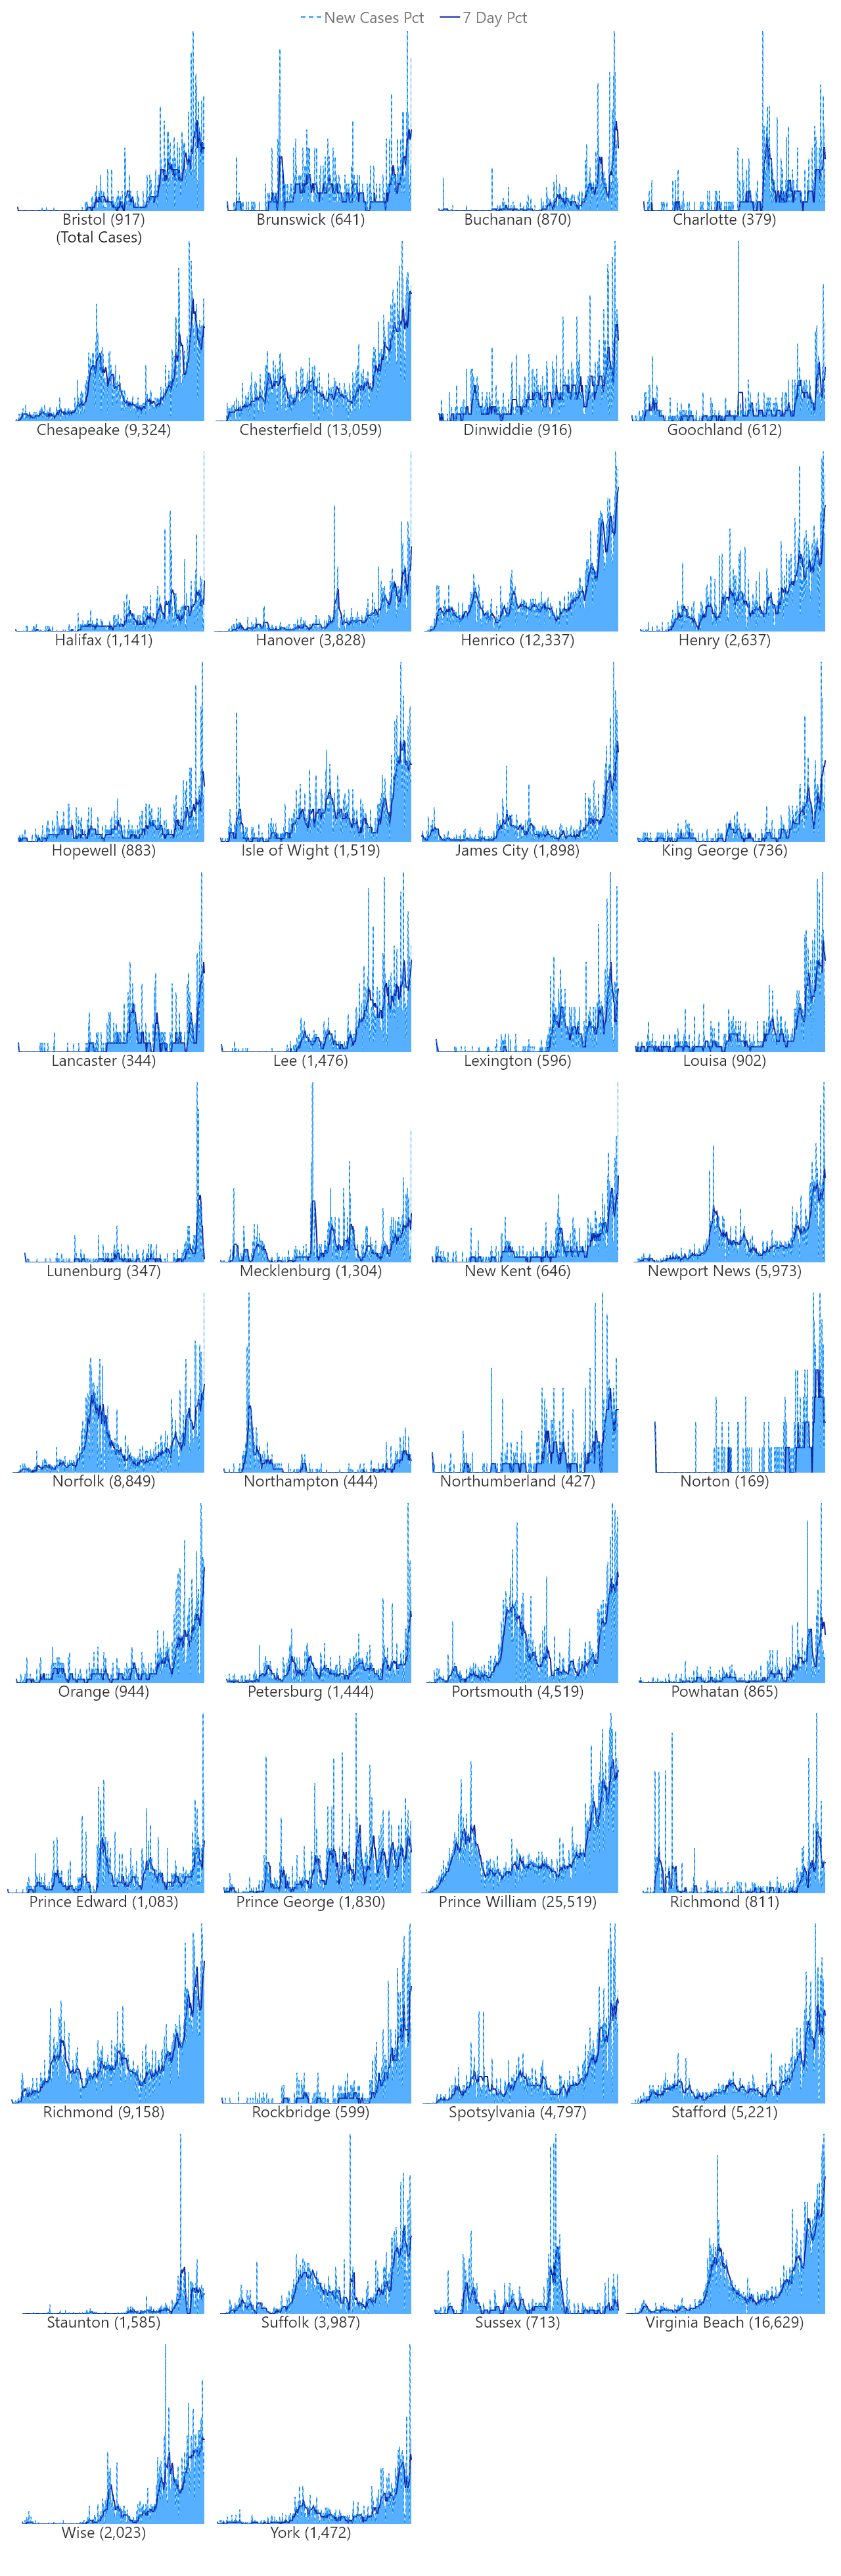 New Cases Pct 7 Day Pct
Bristol (917) Brunswick (641) Buchanan (870) Charlotte (379)
(Total Cases)
Chesapeake (9,324) Chesterfield (13,059) Dinwiddie (916) Goochland (612)
Halifax (1,141) Hanover (3,828) Henrico (12,337) Henry (2,637)
Hopewell (883) Isle of Wight (1,519) James City (1,898) King George (736)
Lancaster (344) Lee (1,476) Lexington (596) Louisa (902)
Lunenburg (347) Mecklenburg (1,304) New Kent (646) Newport News (5,973)
Norfolk (8,849) Northampton (444) Northumberland (427) Norton (169)
Orange (944) Petersburg (1,444) Portsmouth (4,519) Powhatan (865)
Prince Edward (1,083) Prince George (1,830) Prince William (25,519) Richmond (811)
Richmond (9,158) Rockbridge (599) Spotsylvania (4,797) Stafford (5,221)
Staunton (1,585) Suffolk (3,987) Sussex (713) Virginia Beach (16,629)
Wise (2,023) York (1,472)